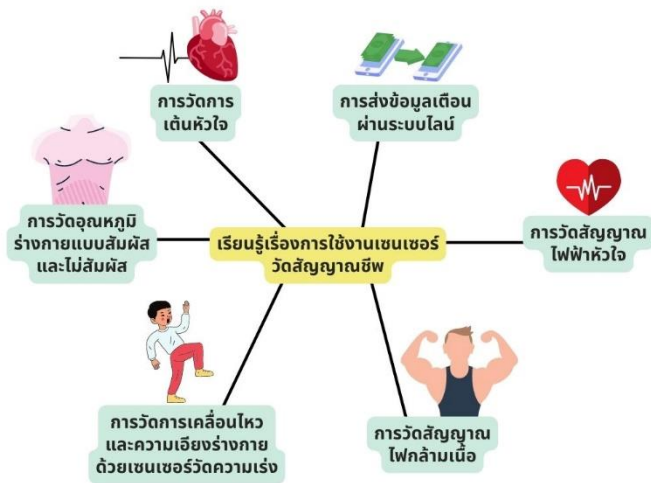 การวัดการ
เต้นหัวใจ
การส่งข้อมูลเตือน
ผ่านระบบไลน์
การวัดอุณหภูมิ
ร่างกายแบบสัมผัส
และไม่สัมผัส
เรียนรู้เรื่องการใช้งานเซนเซอร์
วัดสัญญาณชีพ
การวัดสัญญาณ
ไฟฟ้าหัวใจ
การวัดการเคลื่อนไหว
และความเอียงร่างกาย
ด้วยเซนเซอร์วัดความเร่ง
การวัดสัญญาณ
ไฟกล้ามเนื้อ